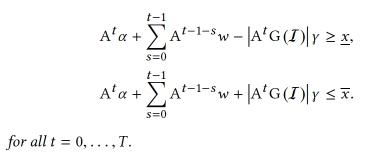 A^t α + ∑_{s=0}^{t−1} A^{t−1−s} w − |A^t G(𝓘)| γ ≥ x̲,
A^t α + ∑_{s=0}^{t−1} A^{t−1−s} w + |A^t G(𝓘)| γ ≤ x̄.
for all t = 0, . . . , T.